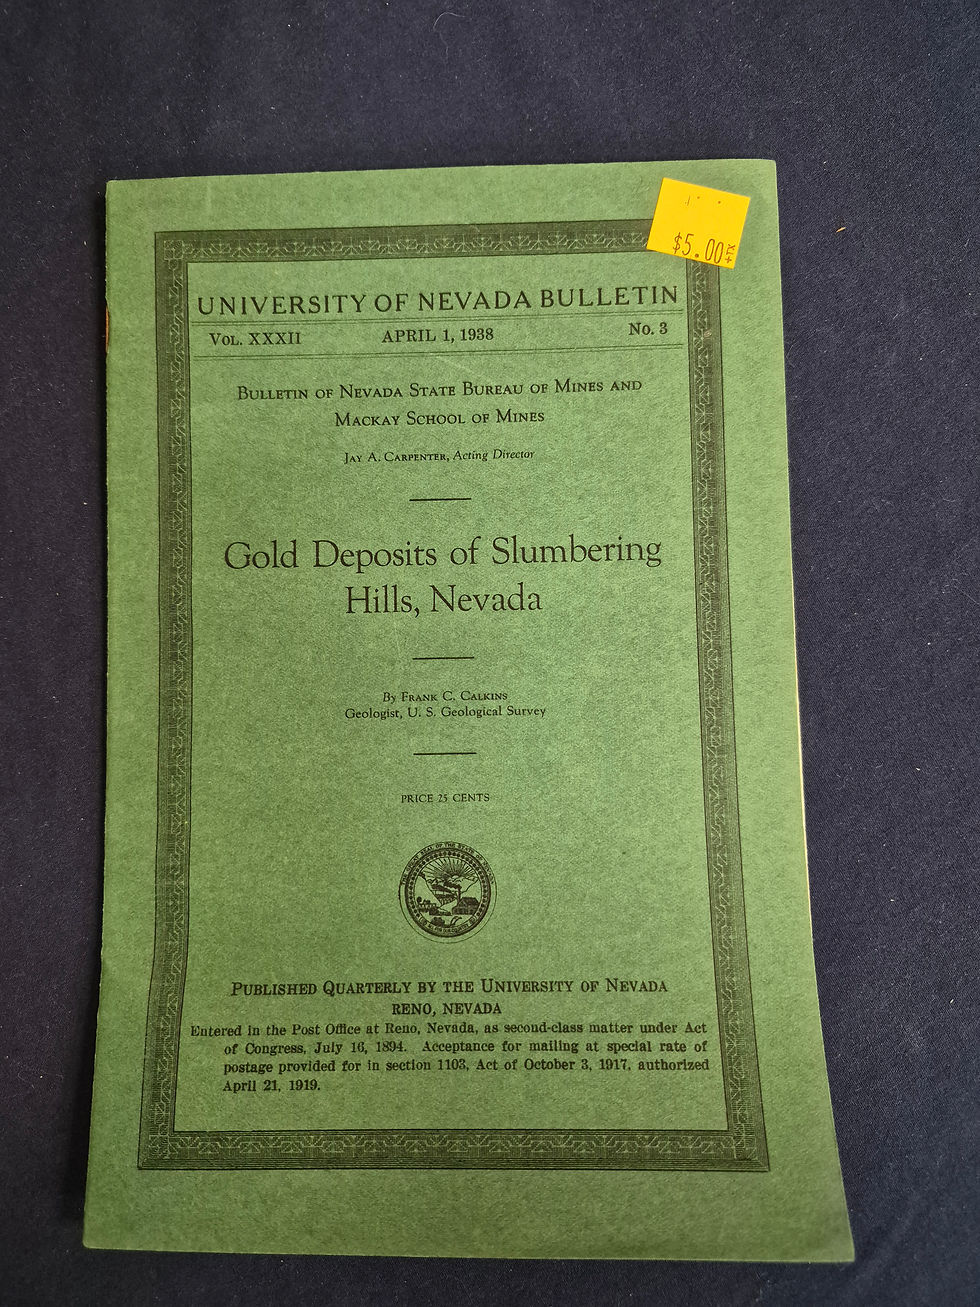 $5.00
+TX
UNIVERSITY OF NEVADA BULLETIN
VOL. XXXII APRIL 1, 1938 No. 3
BULLETIN OF NEVADA STATE BUREAU OF MINES AND
MACKAY SCHOOL OF MINES
JAY A. CARPENTER, Acting Director
Gold Deposits of Slumbering
Hills, Nevada
By FRANK C. CALKINS
Geologist, U. S. Geological Survey
PRICE 25 CENTS
PUBLISHED QUARTERLY BY THE UNIVERSITY OF NEVADA
RENO, NEVADA
Entered in the Post Office at Reno, Nevada, as second-class matter under Act
of Congress, July 16, 1894. Acceptance for mailing at special rate of
postage provided for in section 1103, Act of October 3, 1917, authorized
April 21, 1919.